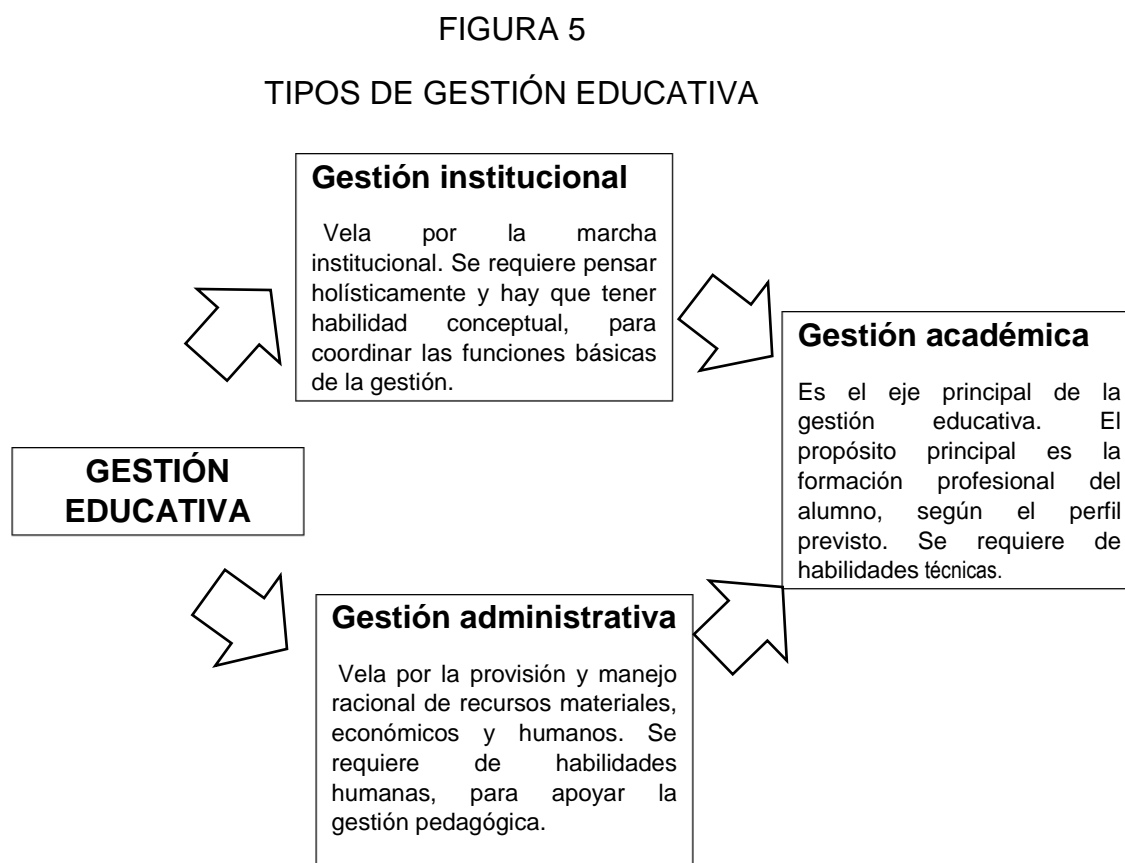 FIGURA 5
TIPOS DE GESTIÓN EDUCATIVA
Gestión institucional
Vela por la marcha
institucional. Se requiere pensar
holísticamente y hay que tener
habilidad conceptual, para
coordinar las funciones básicas
de la gestión.
GESTIÓN
EDUCATIVA
Gestión administrativa
Vela por la provisión y manejo
racional de recursos materiales,
económicos y humanos. Se
requiere de habilidades
humanas, para apoyar la
gestión pedagógica.
Gestión académica
Es el eje principal de la
gestión educativa. El
propósito principal es la
formación profesional del
alumno, según el perfil
previsto. Se requiere de
habilidades técnicas.